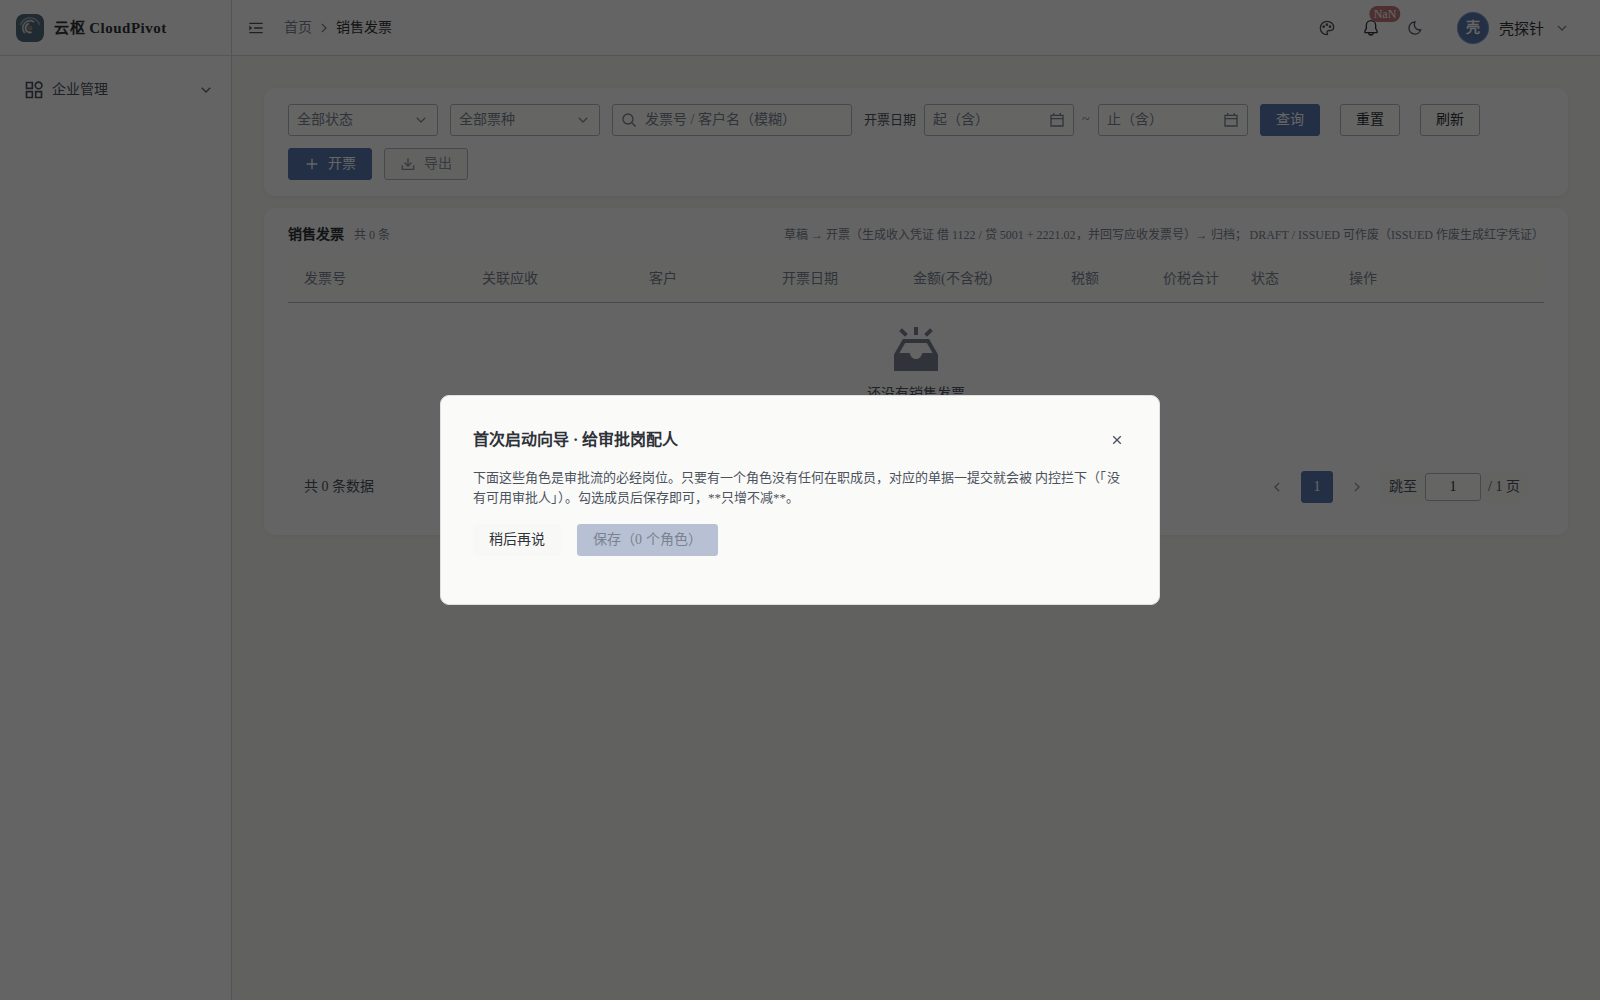 云枢 CloudPivot
首页 > 销售发票
NaN
壳 壳探针
企业管理
全部状态 全部票种 发票号 / 客户名（模糊） 开票日期 起（含） ~ 止（含） 查询 重置 刷新
开票 导出
销售发票 共 0 条 草稿 → 开票（生成收入凭证 借 1122 / 贷 5001 + 2221.02，并回写应收发票号）→ 归档； DRAFT / ISSUED 可作废（ISSUED 作废生成红字凭证）
发票号 关联应收 客户 开票日期 金额(不含税) 税额 价税合计 状态 操作
还没有销售发票
首次启动向导 · 给审批岗配人
下面这些角色是审批流的必经岗位。只要有一个角色没有任何在职成员，对应的单据一提交就会被 内控拦下（「没
有可用审批人」）。勾选成员后保存即可，**只增不减**。
稍后再说 保存（0 个角色）
共 0 条数据 1 跳至 1 / 1 页